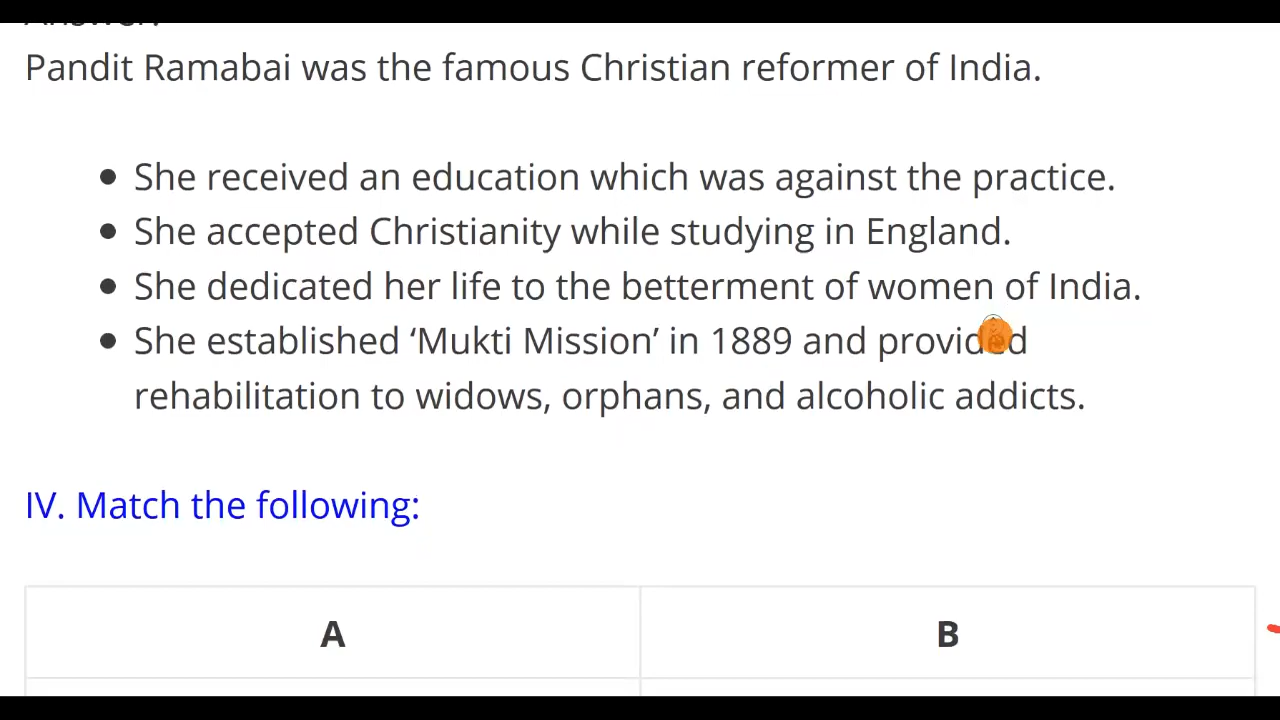 Pandit Ramabai was the famous Christian reformer of India.
• She received an education which was against the practice.
• She accepted Christianity while studying in England.
• She dedicated her life to the betterment of women of India.
• She established ‘Mukti Mission’ in 1889 and provided
rehabilitation to widows, orphans, and alcoholic addicts.
IV. Match the following:
A B